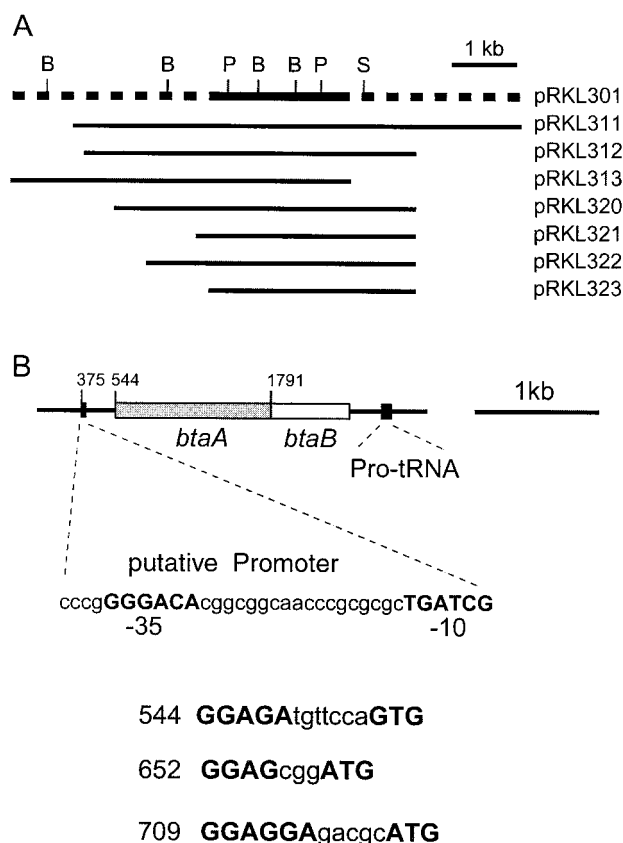 A
B B P B B P S 1 kb
pRKL301
pRKL311
pRKL312
pRKL313
pRKL320
pRKL321
pRKL322
pRKL323
B
375 544 1791 1kb
btaA btaB
Pro-tRNA
putative Promoter
cccgGGGACAcggcggcaacccgcgcgcTGATCG
-35 -10
544 GGAGAtgttccaGTG
652 GGAGcggATG
709 GGAGGAgacgcATG